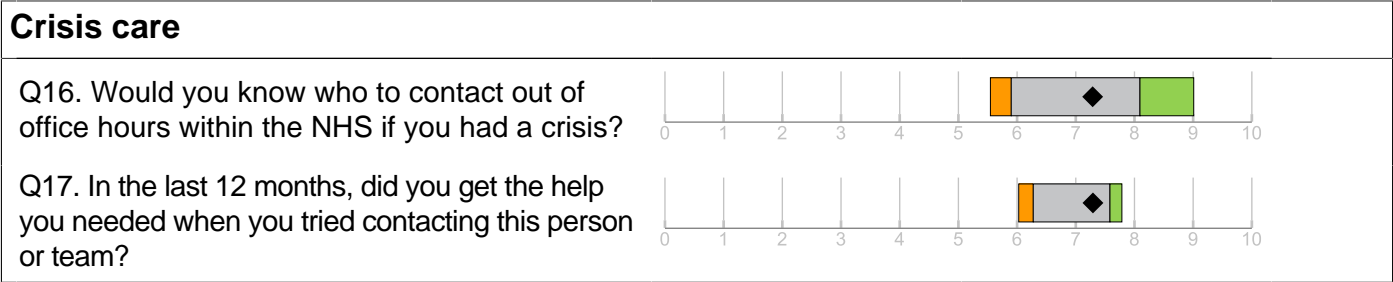 Crisis care
Q16. Would you know who to contact out of
office hours within the NHS if you had a crisis?
0 1 2 3 4 5 6 7 8 9 10
Q17. In the last 12 months, did you get the help
you needed when you tried contacting this person
or team?
0 1 2 3 4 5 6 7 8 9 10